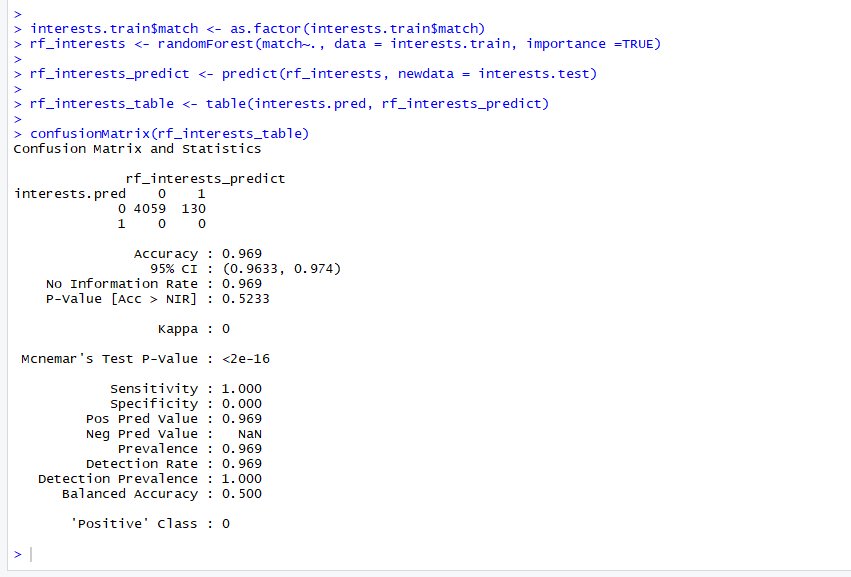 >
> interests.train$match <- as.factor(interests.train$match)
> rf_interests <- randomForest(match~., data = interests.train, importance =TRUE)
>
> rf_interests_predict <- predict(rf_interests, newdata = interests.test)
>
> rf_interests_table <- table(interests.pred, rf_interests_predict)
>
> confusionMatrix(rf_interests_table)
Confusion Matrix and Statistics
rf_interests_predict
interests.pred 0 1
0 4059 130
1 0 0
Accuracy : 0.969
95% CI : (0.9633, 0.974)
No Information Rate : 0.969
P-Value [Acc > NIR] : 0.5233
Kappa : 0
Mcnemar's Test P-Value : <2e-16
Sensitivity : 1.000
Specificity : 0.000
Pos Pred Value : 0.969
Neg Pred Value : NaN
Prevalence : 0.969
Detection Rate : 0.969
Detection Prevalence : 1.000
Balanced Accuracy : 0.500
'Positive' Class : 0
>